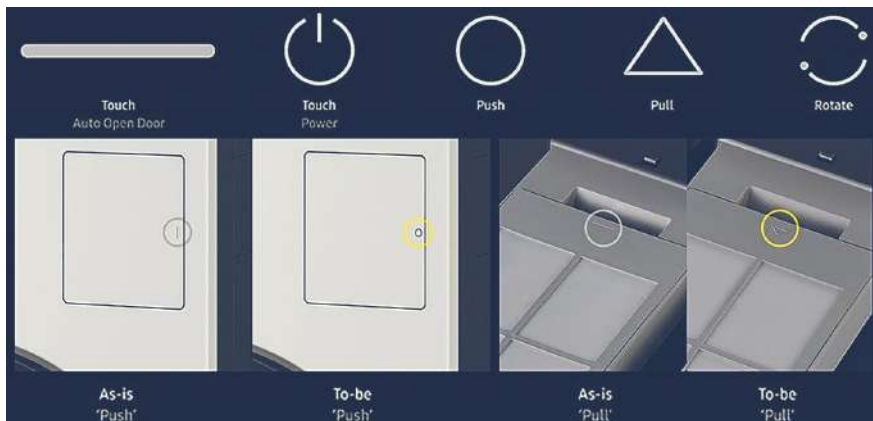 Touch
Auto Open Door
Touch
Power
Push
Pull
Rotate
As-is
'Push'
To-be
'Push'
As-is
'Pull'
To-be
'Pull'